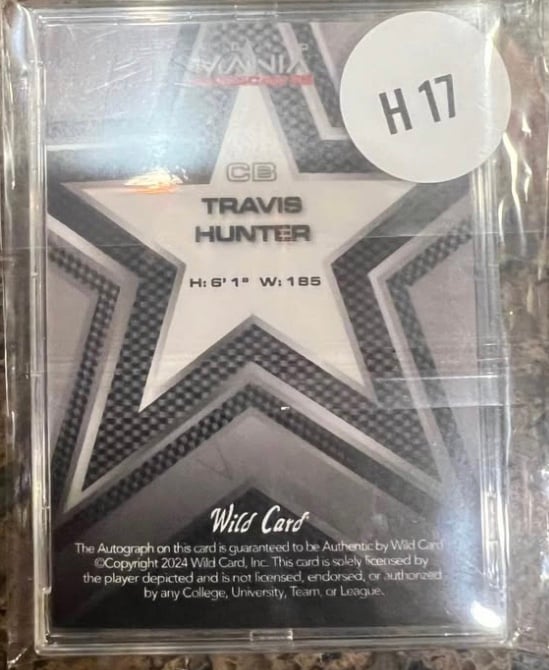 H 17
CB
TRAVIS
HUNTER
H: 6' 1" W: 185
Wild Card
The Autograph on this card is guaranteed to be Authentic by Wild Card
©Copyright 2024 Wild Card, Inc. This card is solely licensed by
the player depicted and is not licensed, endorsed, or authorized
by any College, University, Team, or League.